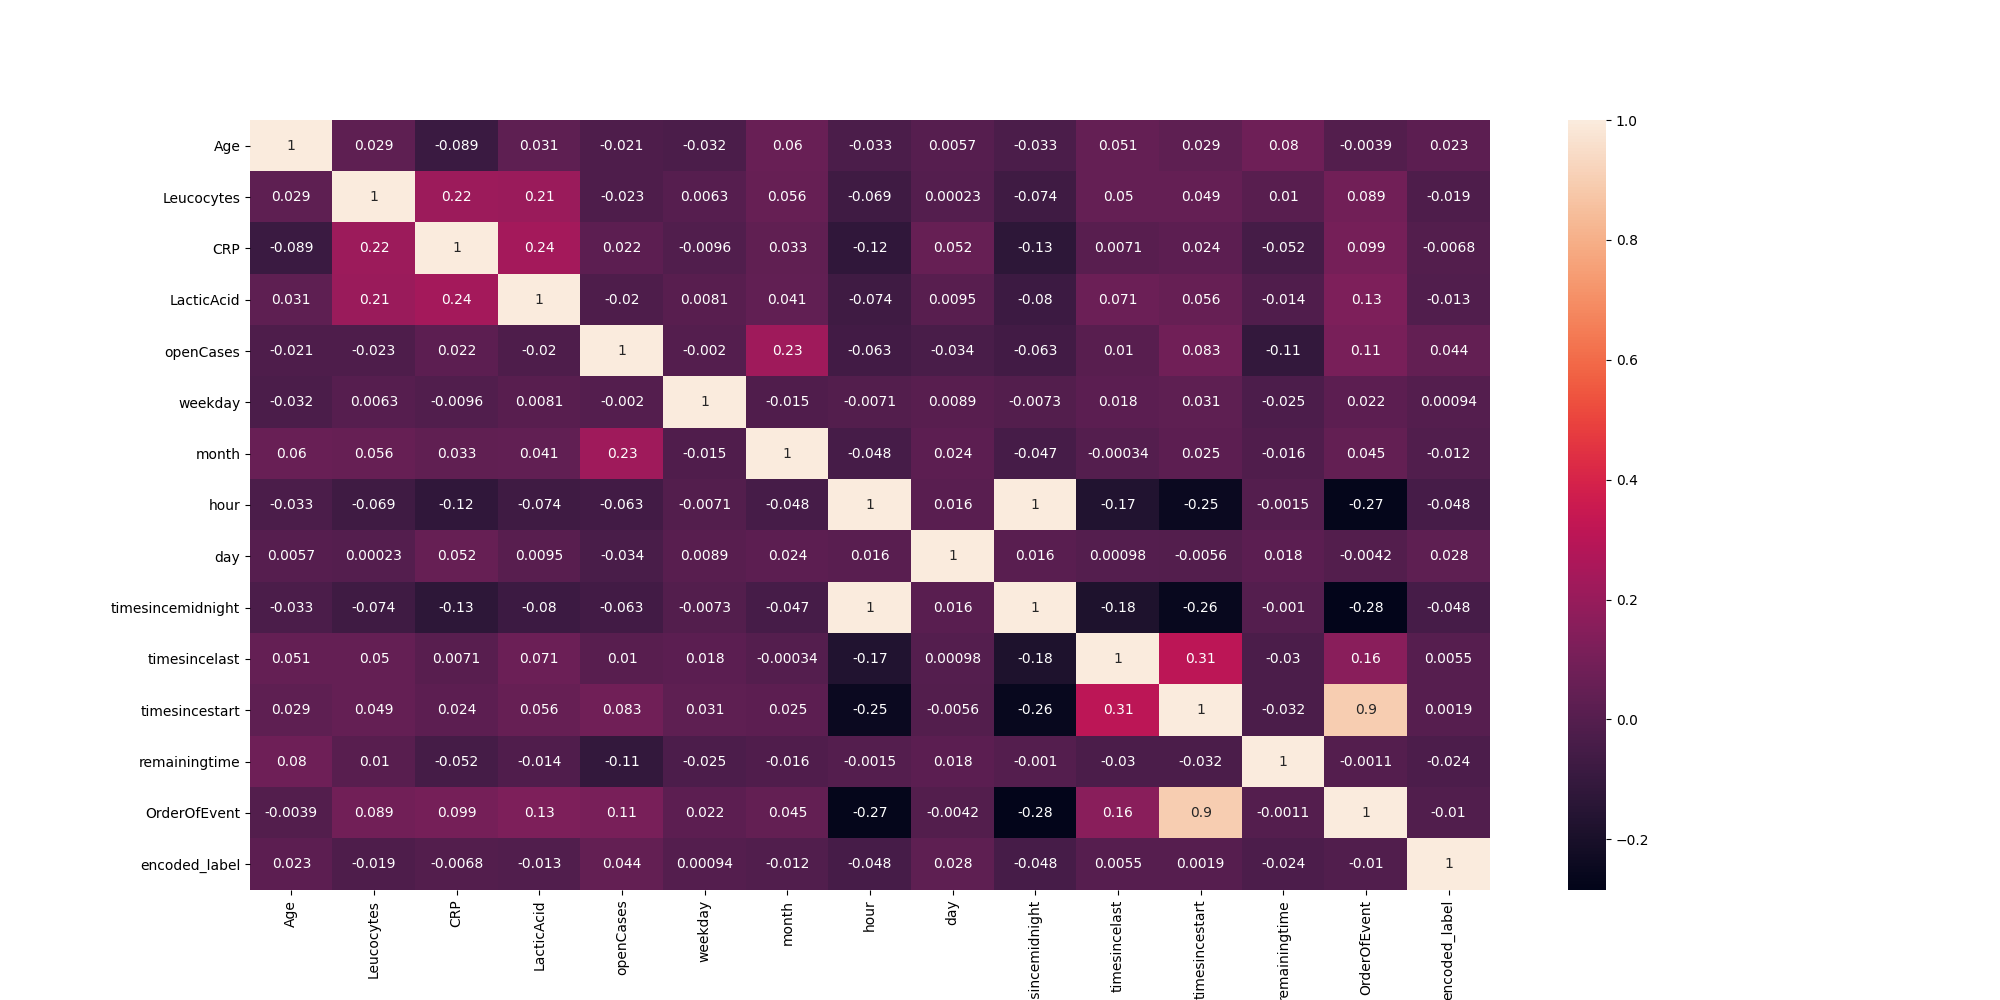 1.0
Age 1 0.029 -0.089 0.031 -0.021 -0.032 0.06 -0.033 0.0057 -0.033 0.051 0.029 0.08 -0.0039 0.023
Leucocytes 0.029 1 0.22 0.21 -0.023 0.0063 0.056 -0.069 0.00023 -0.074 0.05 0.049 0.01 0.089 -0.019
0.8
CRP -0.089 0.22 1 0.24 0.022 -0.0096 0.033 -0.12 0.052 -0.13 0.0071 0.024 -0.052 0.099 -0.0068
LacticAcid 0.031 0.21 0.24 1 -0.02 0.0081 0.041 -0.074 0.0095 -0.08 0.071 0.056 -0.014 0.13 -0.013
openCases -0.021 -0.023 0.022 -0.02 1 -0.002 0.23 -0.063 -0.034 -0.063 0.01 0.083 -0.11 0.11 0.044
0.6
weekday -0.032 0.0063 -0.0096 0.0081 -0.002 1 -0.015 -0.0071 0.0089 -0.0073 0.018 0.031 -0.025 0.022 0.00094
month 0.06 0.056 0.033 0.041 0.23 -0.015 1 -0.048 0.024 -0.047 -0.00034 0.025 -0.016 0.045 -0.012
0.4
hour -0.033 -0.069 -0.12 -0.074 -0.063 -0.0071 -0.048 1 0.016 1 -0.17 -0.25 -0.0015 -0.27 -0.048
day 0.0057 0.00023 0.052 0.0095 -0.034 0.0089 0.024 0.016 1 0.016 0.00098 -0.0056 0.018 -0.0042 0.028
0.2
timesincemidnight -0.033 -0.074 -0.13 -0.08 -0.063 -0.0073 -0.047 1 0.016 1 -0.18 -0.26 -0.001 -0.28 -0.048
timesincelast 0.051 0.05 0.0071 0.071 0.01 0.018 -0.00034 -0.17 0.00098 -0.18 1 0.31 -0.03 0.16 0.0055
timesincestart 0.029 0.049 0.024 0.056 0.083 0.031 0.025 -0.25 -0.0056 -0.26 0.31 1 -0.032 0.9 0.0019
0.0
remainingtime 0.08 0.01 -0.052 -0.014 -0.11 -0.025 -0.016 -0.0015 0.018 -0.001 -0.03 -0.032 1 -0.0011 -0.024
OrderOfEvent -0.0039 0.089 0.099 0.13 0.11 0.022 0.045 -0.27 -0.0042 -0.28 0.16 0.9 -0.0011 1 -0.01
−0.2
encoded_label 0.023 -0.019 -0.0068 -0.013 0.044 0.00094 -0.012 -0.048 0.028 -0.048 0.0055 0.0019 -0.024 -0.01 1
Age
Leucocytes
CRP
LacticAcid
openCases
weekday
month
hour
day
sincemidnight
timesincelast
timesincestart
emainingtime
OrderOfEvent
encoded_label